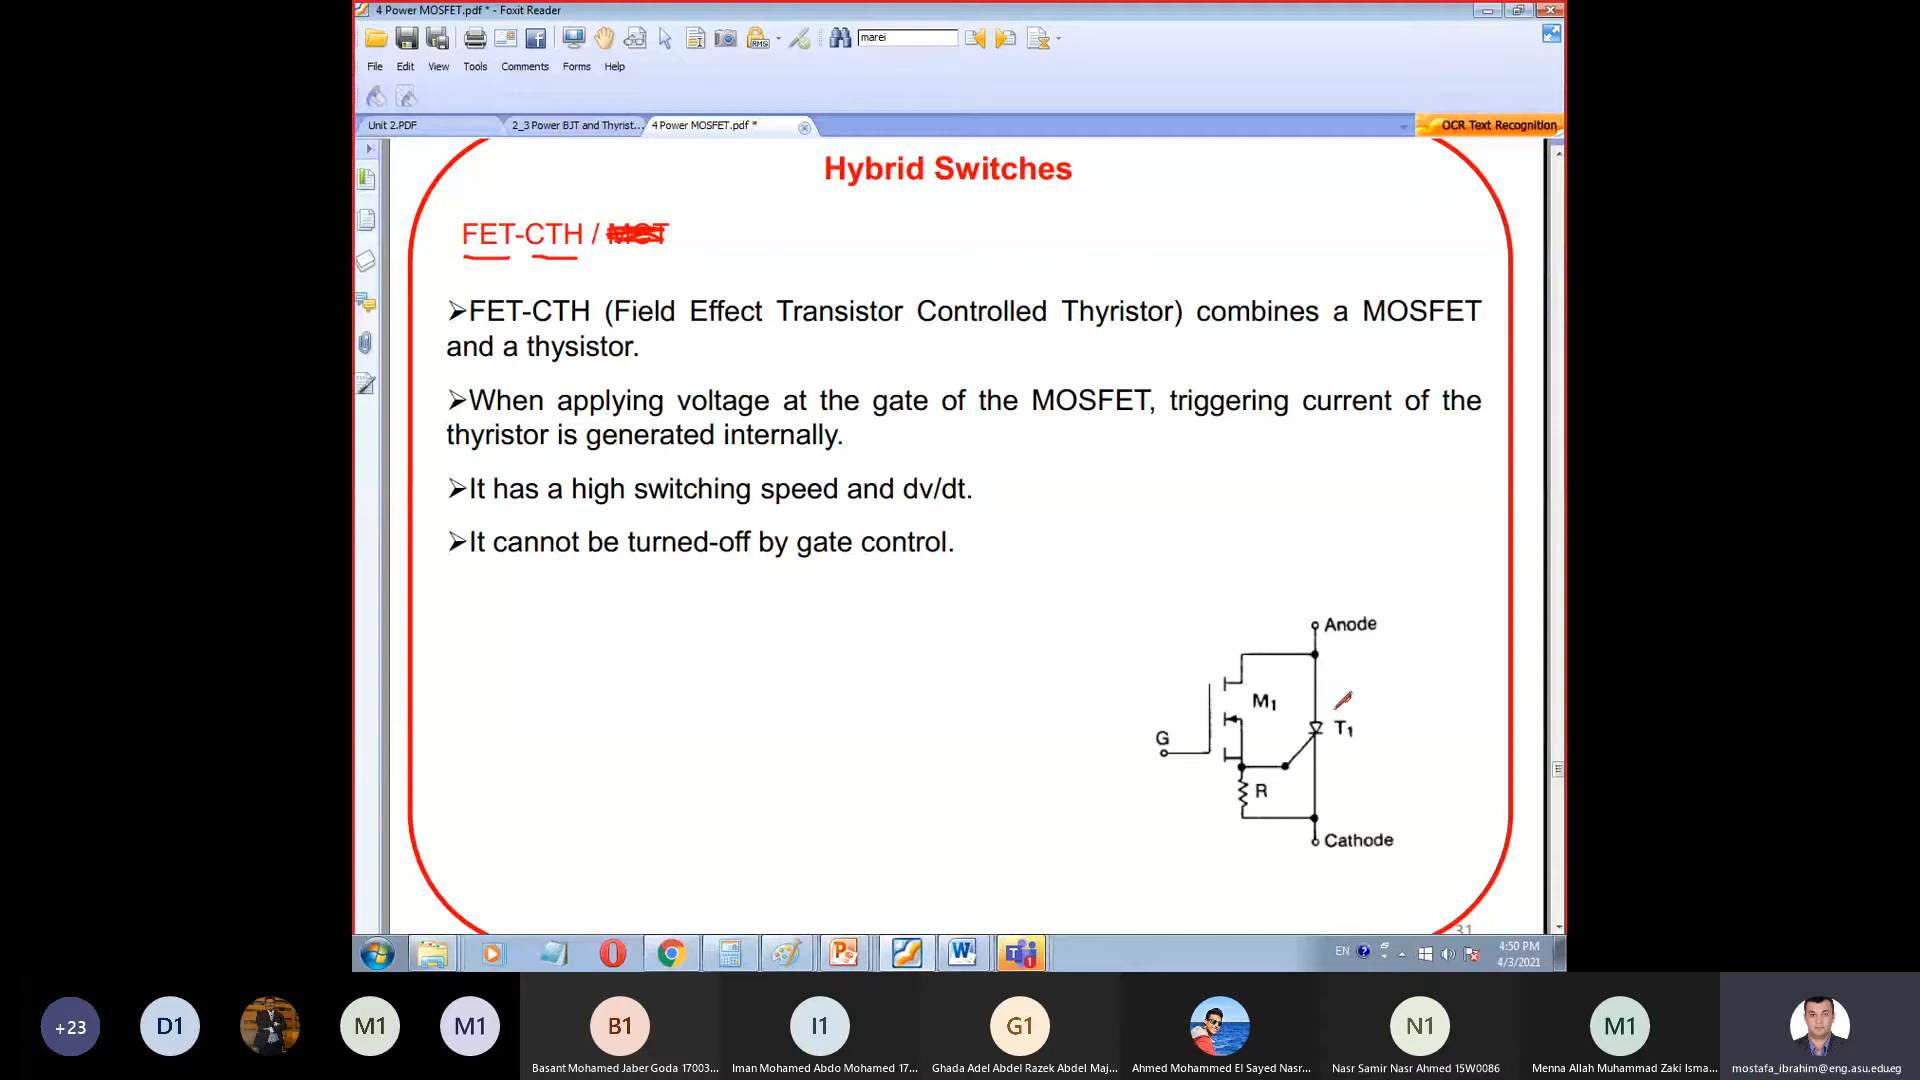 4 Power MOSFET.pdf * - Foxit Reader
RMS
marei
File Edit View Tools Comments Forms Help
Unit 2.PDF 2_3 Power BJT and Thyrist... 4 Power MOSFET.pdf * OCR Text Recognition
Hybrid Switches
FET-CTH /
➢FET-CTH (Field Effect Transistor Controlled Thyristor) combines a MOSFET
and a thysistor.
➢When applying voltage at the gate of the MOSFET, triggering current of the
thyristor is generated internally.
➢It has a high switching speed and dv/dt.
➢It cannot be turned-off by gate control.
Anode
M1
T1
G
R
Cathode
31
EN 4:50 PM
4/3/2021
+23 D1 M1 M1 B1 I1 G1 N1 M1
Basant Mohamed Jaber Goda 17003... Iman Mohamed Abdo Mohamed 17... Ghada Adel Abdel Razek Abdel Maj... Ahmed Mohammed El Sayed Nasr... Nasr Samir Nasr Ahmed 15W0086 Menna Allah Muhammad Zaki Isma... mostafa_ibrahim@eng.asu.edu.eg